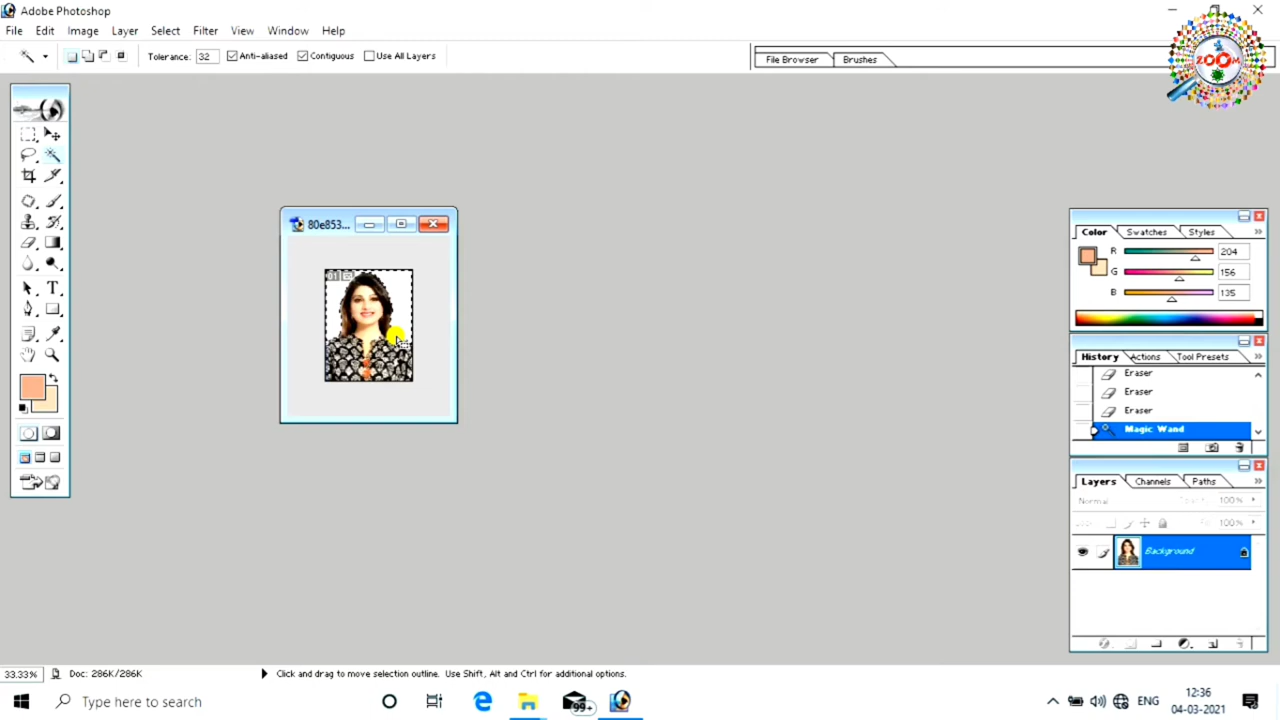 Adobe Photoshop
File Edit Image Layer Select Filter View Window Help
Tolerance: 32 Anti-aliased Contiguous Use All Layers
File Browser Brushes
ZOOM
80e853...
Color Swatches Styles
R 204
G 156
B 135
History Actions Tool Presets
Eraser
Eraser
Eraser
Magic Wand
Layers Channels Paths
Normal 100%
100%
Background
33.33% Doc: 286K/286K Click and drag to move selection outline. Use Shift, Alt and Ctrl for additional options.
Type here to search
99+
ENG
12:36
04-03-2021